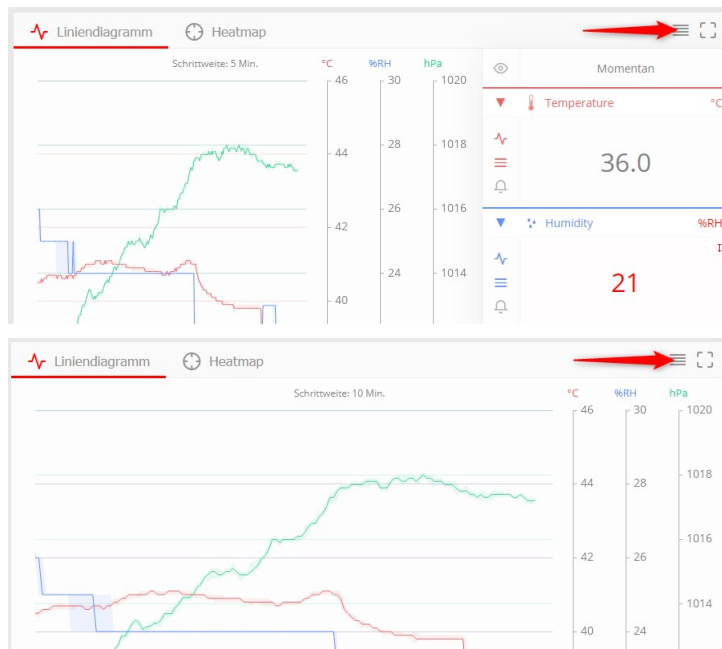 Liniendiagramm Heatmap
Schrittweite: 5 Min. °C %RH hPa Momentan
46 30 1020
Temperature °C
44 28 1018
36.0
42 26 1016
Humidity %RH
24 1014
21
40
Liniendiagramm Heatmap
Schrittweite: 10 Min. °C %RH hPa
46 30 1020
44 28 1018
42 26 1016
1014
40 24